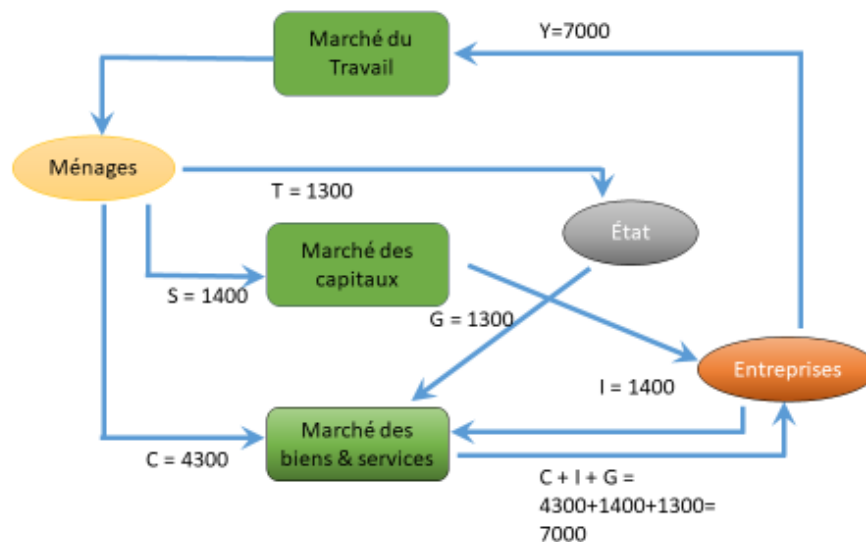 Marché du
Travail
Y=7000
Ménages
T = 1300
État
Marché des
capitaux
S = 1400
G = 1300
Entreprises
I = 1400
Marché des
biens & services
C = 4300
C + I + G =
4300+1400+1300=
7000